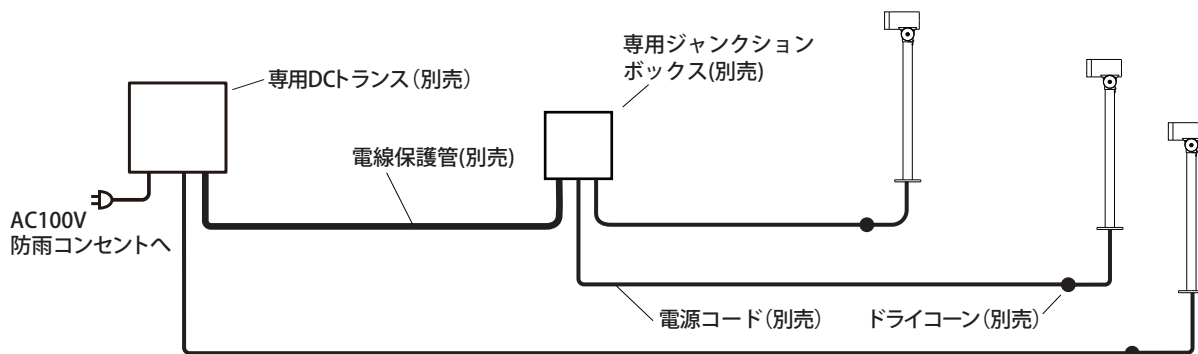 専用DCトランス（別売）
専用ジャンクション
ボックス(別売)
電線保護管(別売)
AC100V
防雨コンセントへ
電源コード（別売）
ドライコーン（別売）